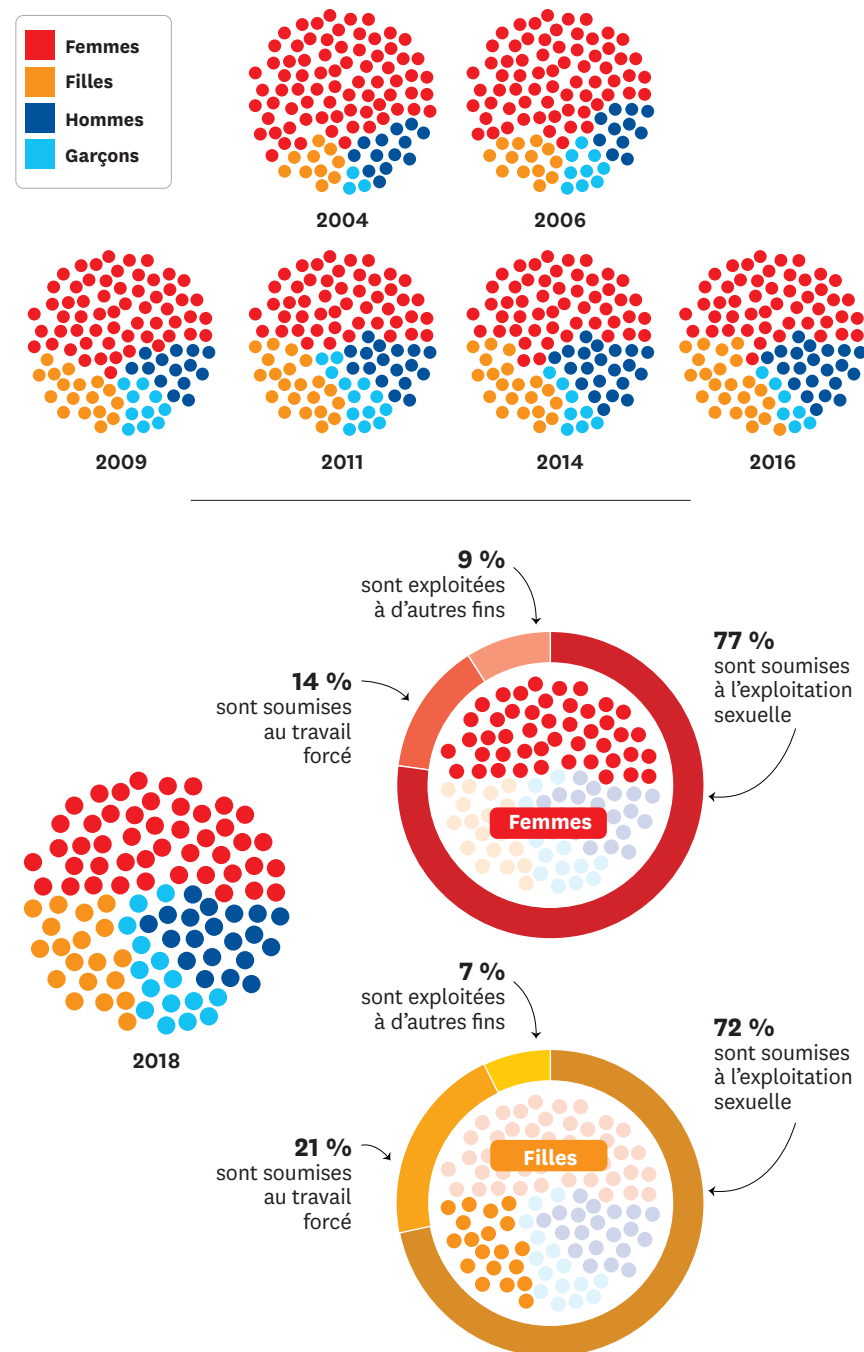 Femmes
Filles
Hommes
Garçons
2004
2006
2009
2011
2014
2016
9 %
sont exploitées
à d’autres fins
77 %
sont soumises
à l’exploitation
sexuelle
14 %
sont soumises
au travail
forcé
Femmes
2018
7 %
sont exploitées
à d’autres fins
72 %
sont soumises
à l’exploitation
sexuelle
21 %
sont soumises
au travail
forcé
Filles